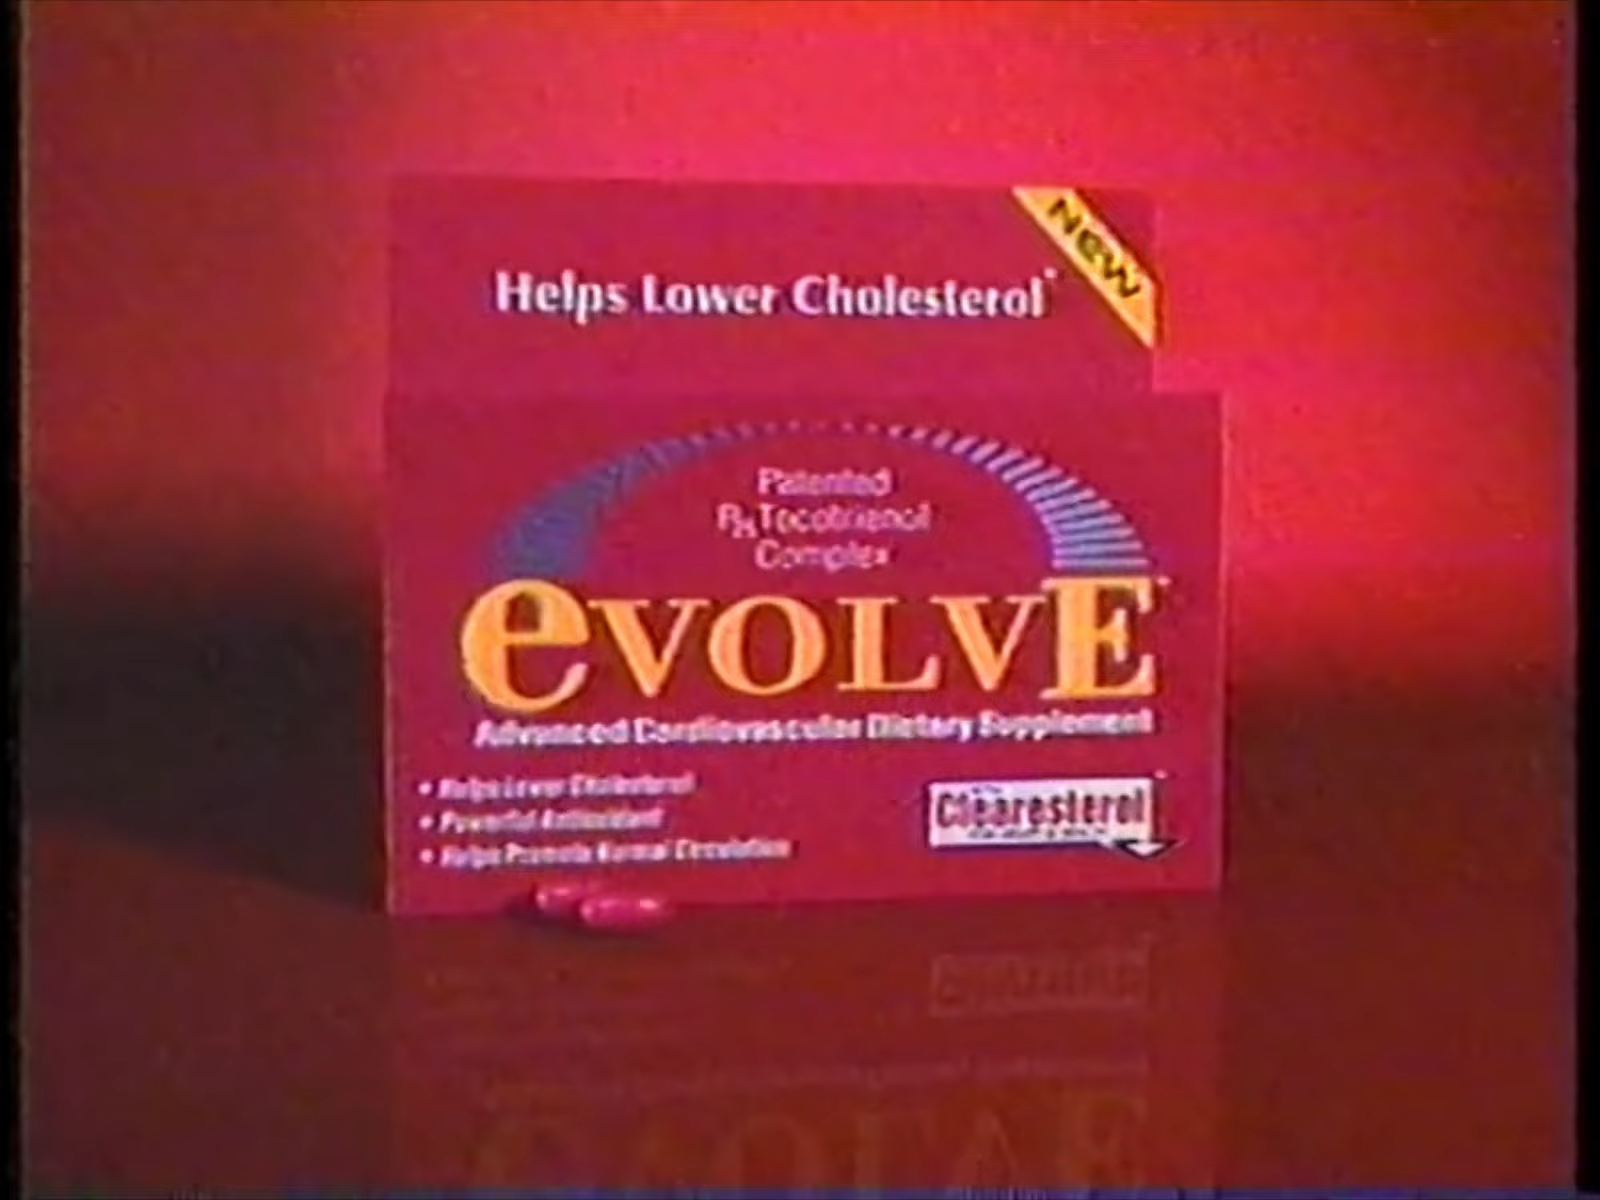 NEW
Helps Lower Cholesterol*
Patented
P₂₅Tocotrienol
Complex
eVOLVE
Advanced Cardiovascular Dietary Supplement
• Helps Lower Cholesterol
• Powerful Antioxidant
• Helps Promote Normal Circulation
Clearesterol